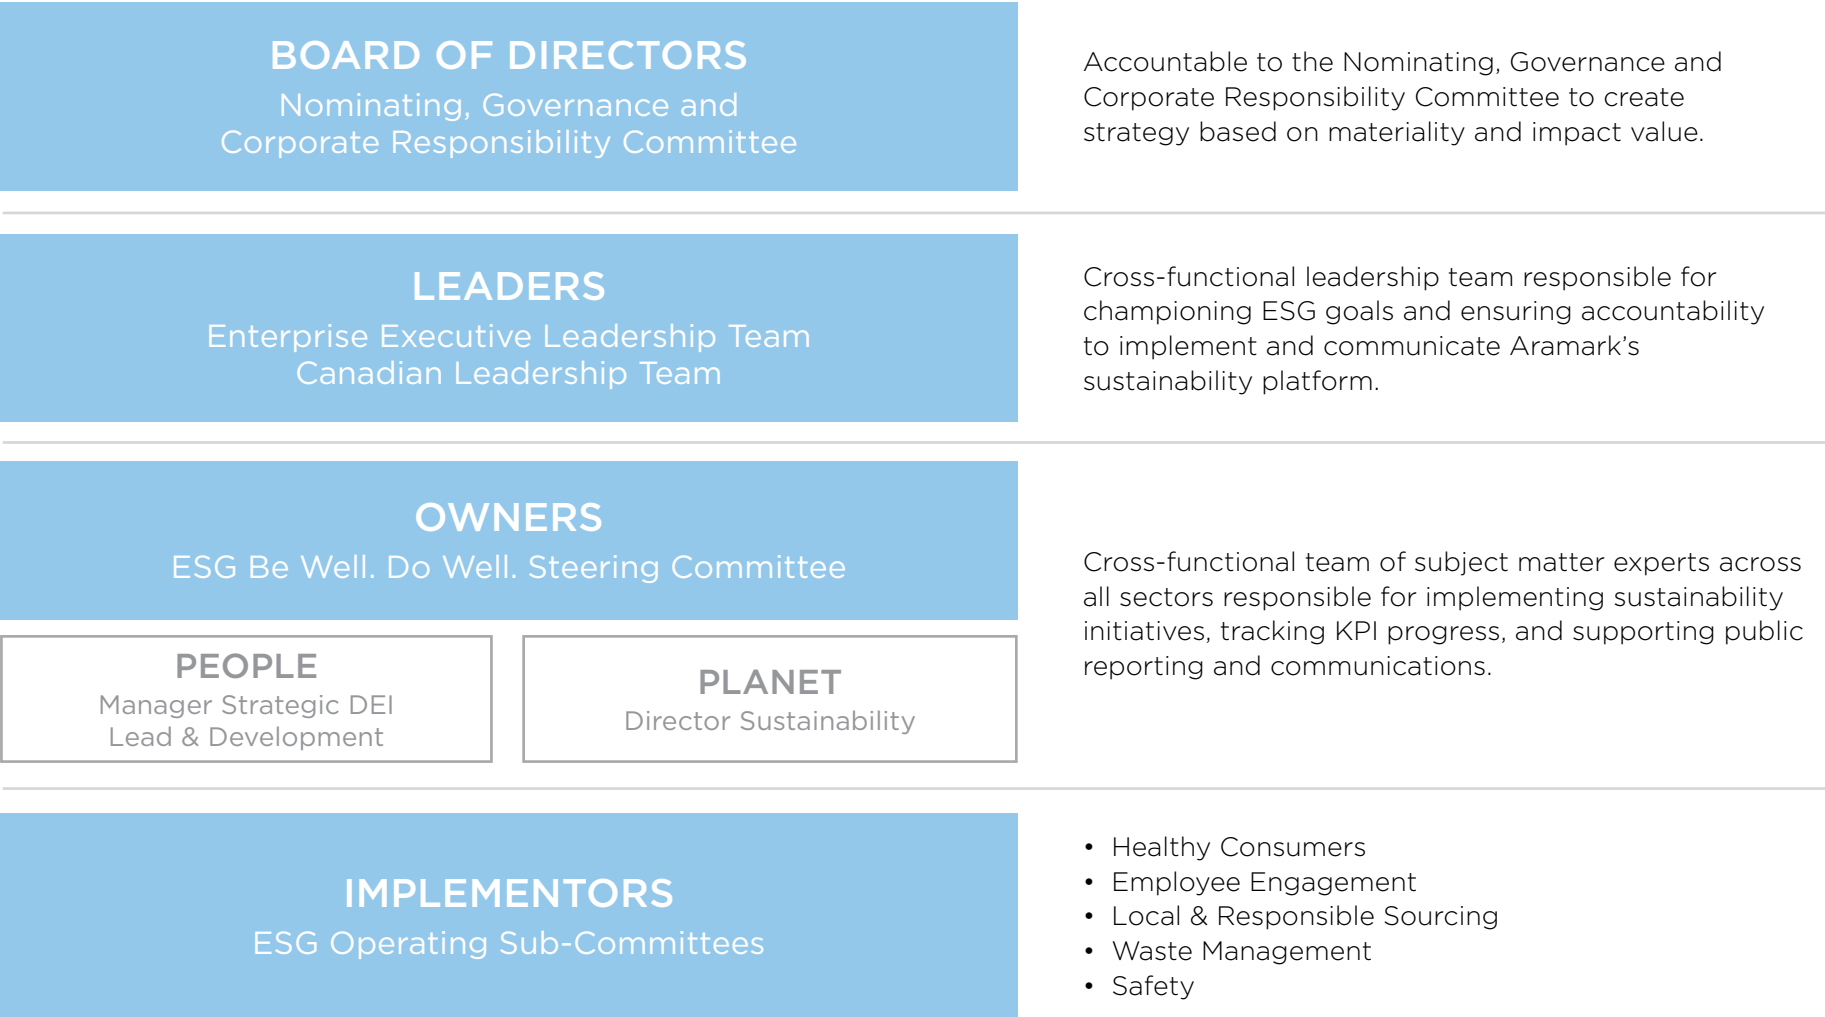 BOARD OF DIRECTORS
Nominating, Governance and
Corporate Responsibility Committee
Accountable to the Nominating, Governance and
Corporate Responsibility Committee to create
strategy based on materiality and impact value.
LEADERS
Enterprise Executive Leadership Team
Canadian Leadership Team
Cross-functional leadership team responsible for
championing ESG goals and ensuring accountability
to implement and communicate Aramark’s
sustainability platform.
OWNERS
ESG Be Well. Do Well. Steering Committee
PEOPLE
Manager Strategic DEI
Lead & Development
PLANET
Director Sustainability
Cross-functional team of subject matter experts across
all sectors responsible for implementing sustainability
initiatives, tracking KPI progress, and supporting public
reporting and communications.
IMPLEMENTORS
ESG Operating Sub-Committees
• Healthy Consumers
• Employee Engagement
• Local & Responsible Sourcing
• Waste Management
• Safety